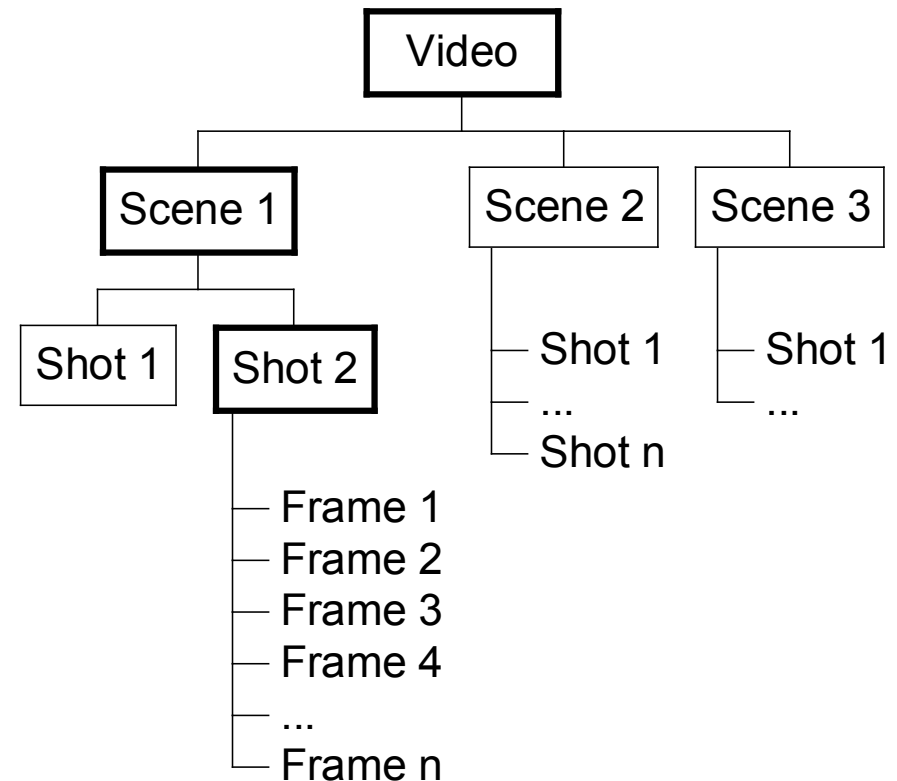 Video
Scene 1
Scene 2
Scene 3
Shot 1
Shot 2
Shot 1
...
Shot n
Shot 1
...
Frame 1
Frame 2
Frame 3
Frame 4
...
Frame n